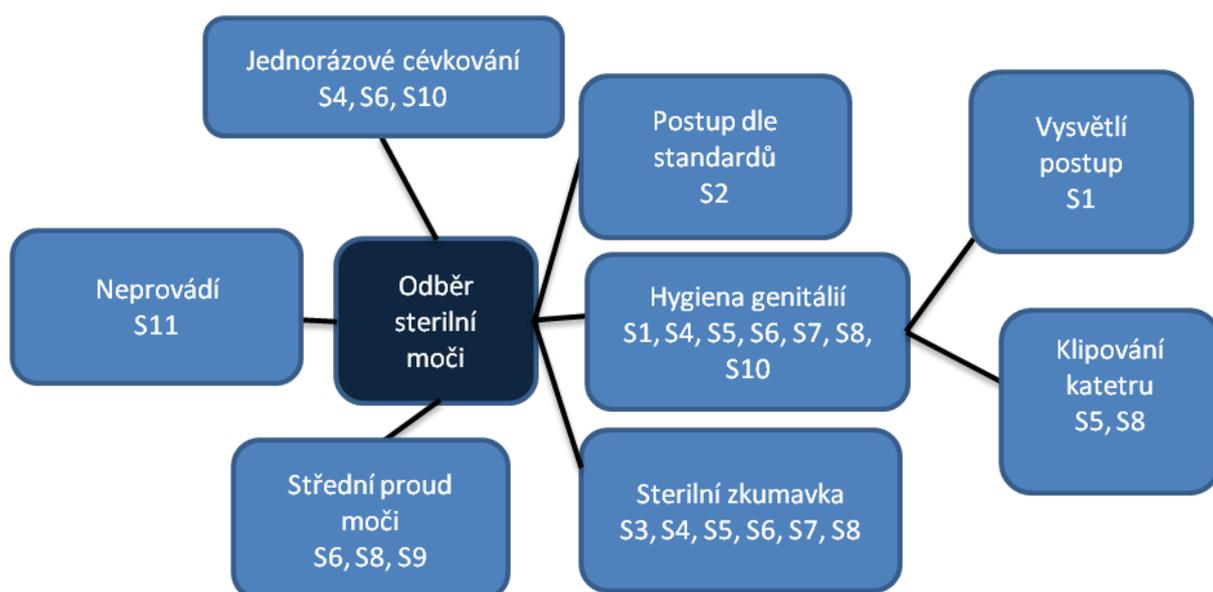 Jednorázové cévkování
S4, S6, S10
Postup dle
standardů
S2
Vysvětlí
postup
S1
Neprovádí
S11
Odběr
sterilní
moči
Hygiena genitálií
S1, S4, S5, S6, S7, S8,
S10
Klipování
katetru
S5, S8
Střední proud
moči
S6, S8, S9
Sterilní zkumavka
S3, S4, S5, S6, S7, S8